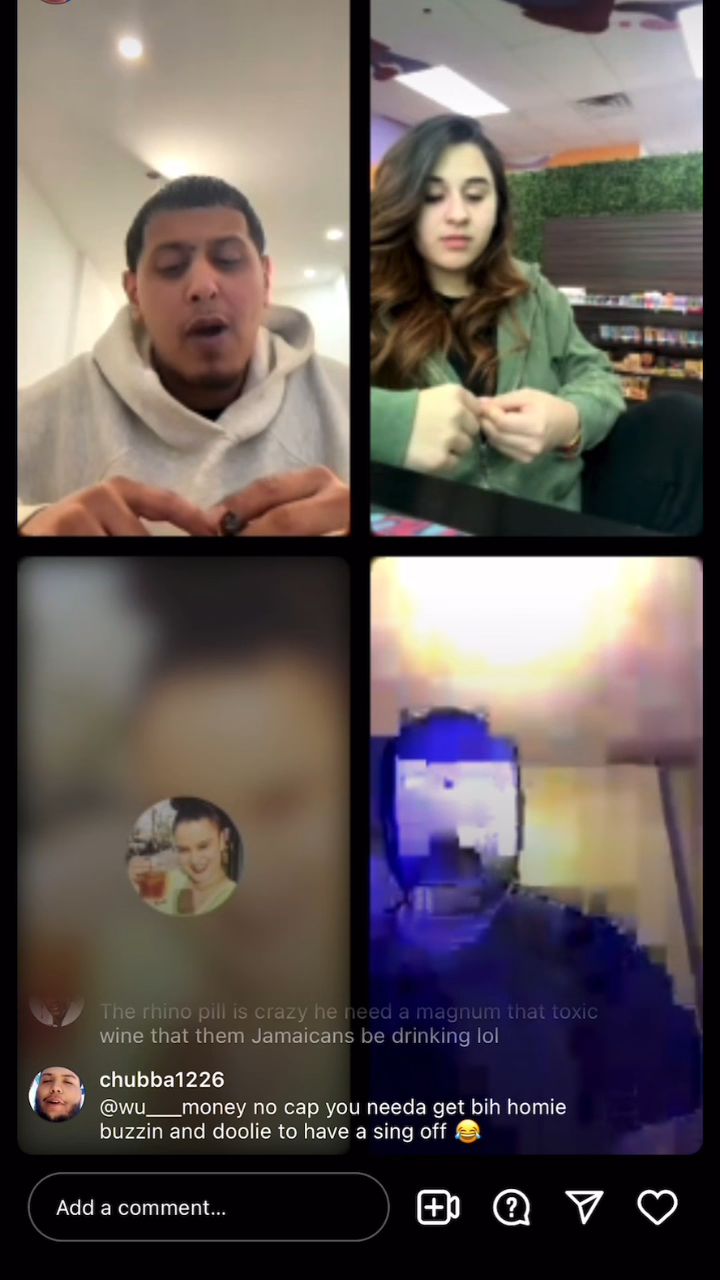 The rhino pill is crazy he need a magnum that toxic
wine that them Jamaicans be drinking lol
chubba1226
@wu___money no cap you needa get bih homie
buzzin and doolie to have a sing off 😂
Add a comment...